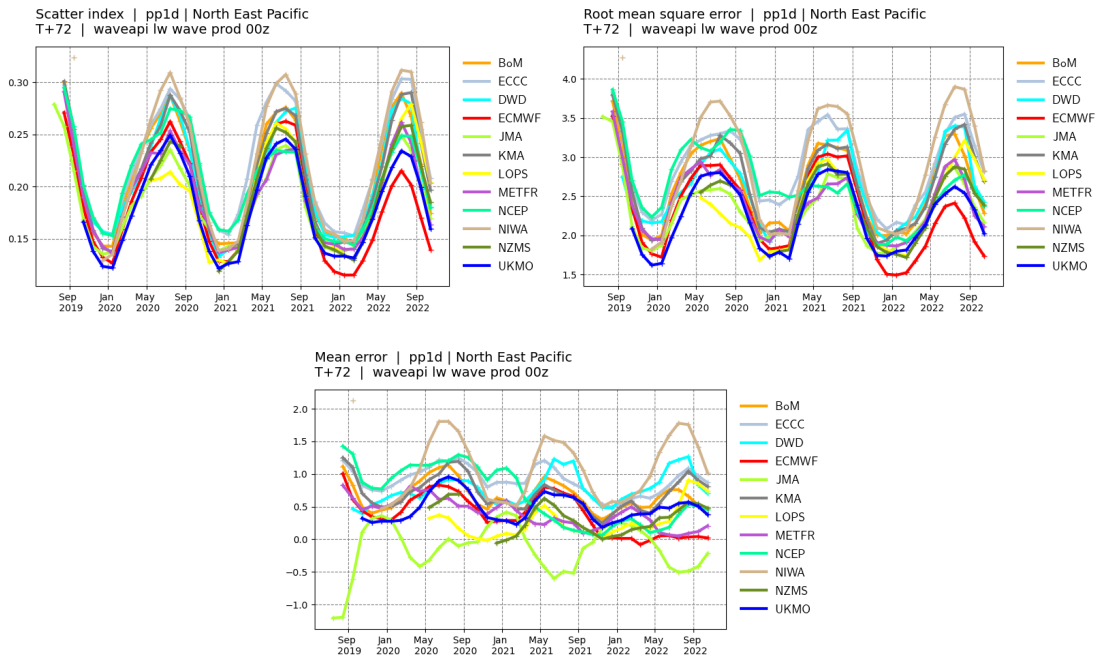 Scatter index | pp1d | North East Pacific
T+72 | waveapi lw wave prod 00z
0.30
0.25
0.20
0.15
Sep 2019
Jan 2020
May 2020
Sep 2020
Jan 2021
May 2021
Sep 2021
Jan 2022
May 2022
Sep 2022
BoM
ECCC
DWD
ECMWF
JMA
KMA
LOPS
METFR
NCEP
NIWA
NZMS
UKMO
Root mean square error | pp1d | North East Pacific
T+72 | waveapi lw wave prod 00z
4.0
3.5
3.0
2.5
2.0
1.5
Sep 2019
Jan 2020
May 2020
Sep 2020
Jan 2021
May 2021
Sep 2021
Jan 2022
May 2022
Sep 2022
BoM
ECCC
DWD
ECMWF
JMA
KMA
LOPS
METFR
NCEP
NIWA
NZMS
UKMO
Mean error | pp1d | North East Pacific
T+72 | waveapi lw wave prod 00z
2.0
1.5
1.0
0.5
0.0
−0.5
−1.0
Sep 2019
Jan 2020
May 2020
Sep 2020
Jan 2021
May 2021
Sep 2021
Jan 2022
May 2022
Sep 2022
BoM
ECCC
DWD
ECMWF
JMA
KMA
LOPS
METFR
NCEP
NIWA
NZMS
UKMO